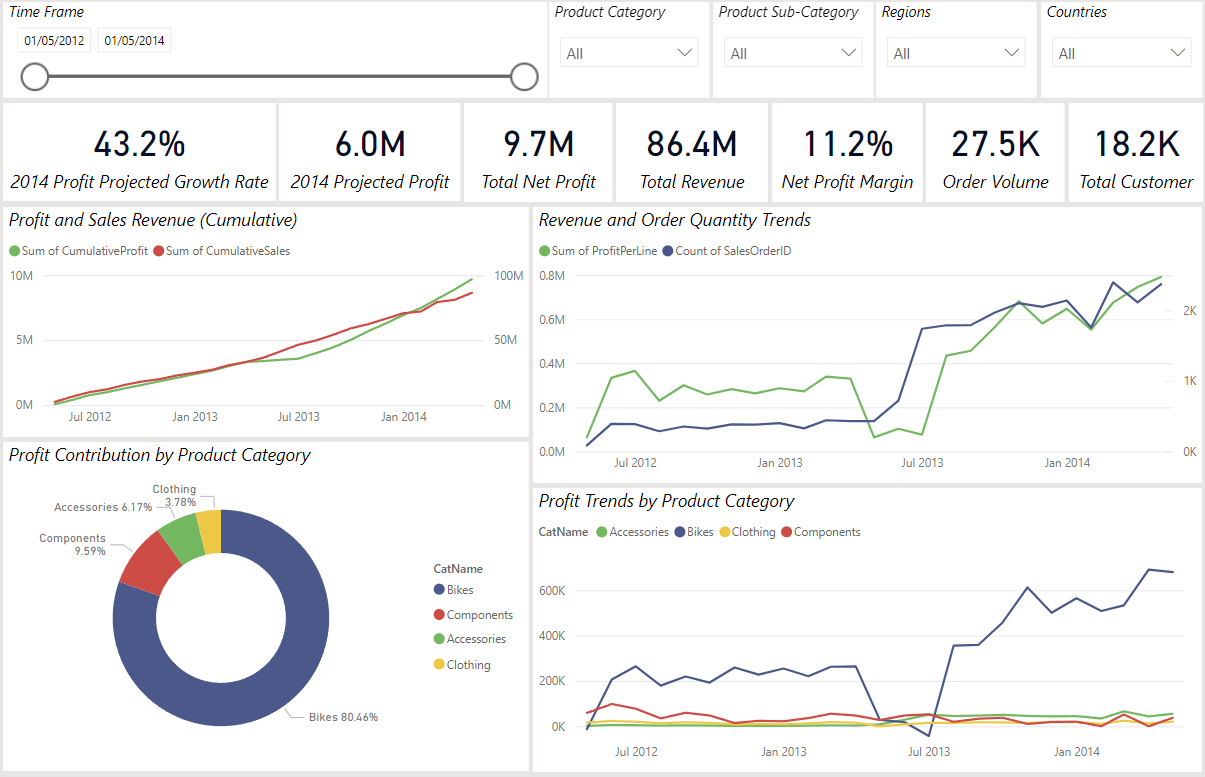 Time Frame
01/05/2012 01/05/2014
Product Category
All
Product Sub-Category
All
Regions
All
Countries
All
43.2%
2014 Profit Projected Growth Rate
6.0M
2014 Projected Profit
9.7M
Total Net Profit
86.4M
Total Revenue
11.2%
Net Profit Margin
27.5K
Order Volume
18.2K
Total Customer
Profit and Sales Revenue (Cumulative)
Sum of CumulativeProfit Sum of CumulativeSales
10M 100M
5M 50M
0M 0M
Jul 2012 Jan 2013 Jul 2013 Jan 2014
Revenue and Order Quantity Trends
Sum of ProfitPerLine Count of SalesOrderID
0.8M
2K
0.6M
0.4M
1K
0.2M
0.0M 0K
Jul 2012 Jan 2013 Jul 2013 Jan 2014
Profit Contribution by Product Category
Clothing
3.78%
Accessories 6.17%
Components
9.59%
Bikes 80.46%
CatName
Bikes
Components
Accessories
Clothing
Profit Trends by Product Category
CatName Accessories Bikes Clothing Components
600K
400K
200K
0K
Jul 2012 Jan 2013 Jul 2013 Jan 2014